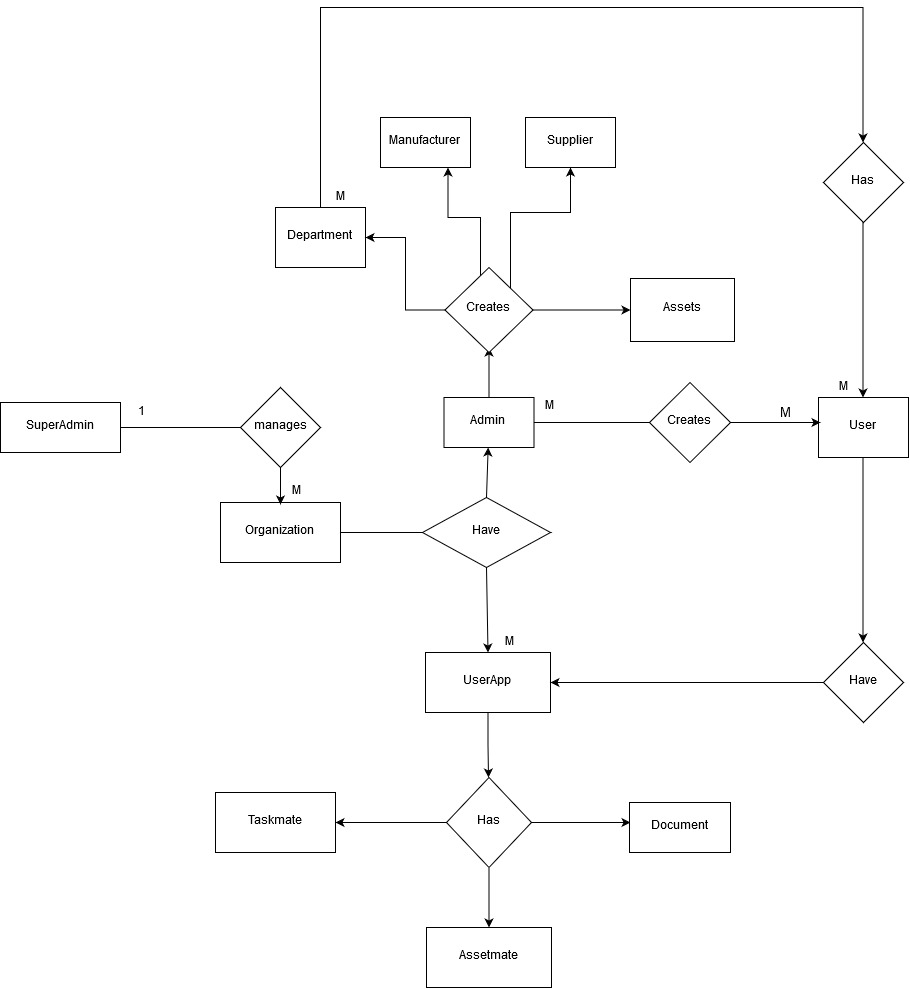 Manufacturer
Supplier
Has
M
Department
Creates
Assets
M
1
M
M
SuperAdmin
manages
Admin
Creates
User
M
Organization
Have
M
UserApp
Have
Taskmate
Has
Document
Assetmate